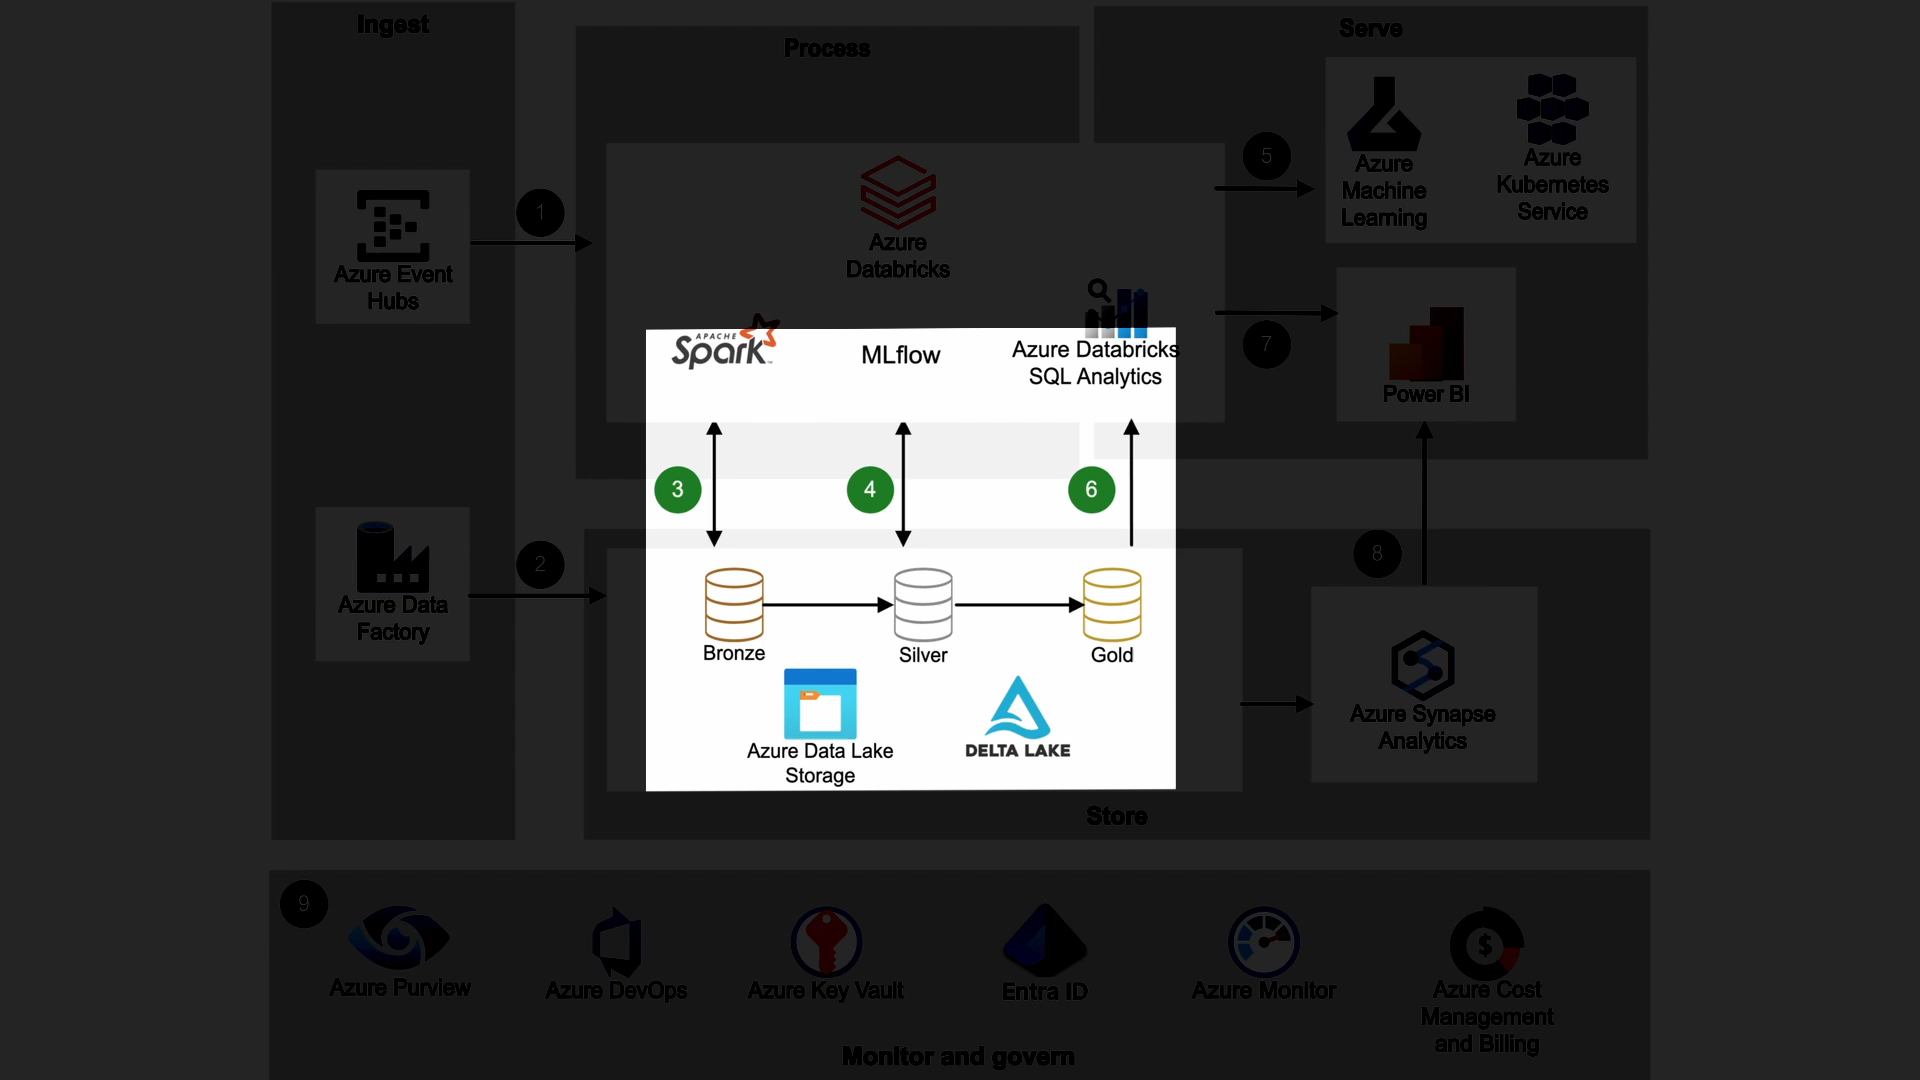 Ingest
Process
Serve
Azure Event
Hubs
1
Azure
Databricks
5
Azure
Machine
Learning
Azure
Kubernetes
Service
APACHE
Spark™
MLflow
Azure Databricks
SQL Analytics
7
Power BI
3
4
6
Azure Data
Factory
2
8
Bronze
Silver
Gold
Azure Data Lake
Storage
DELTA LAKE
Azure Synapse
Analytics
Store
9
Azure Purview
Azure DevOps
Azure Key Vault
Entra ID
Azure Monitor
$
Azure Cost
Management
and Billing
Monitor and govern